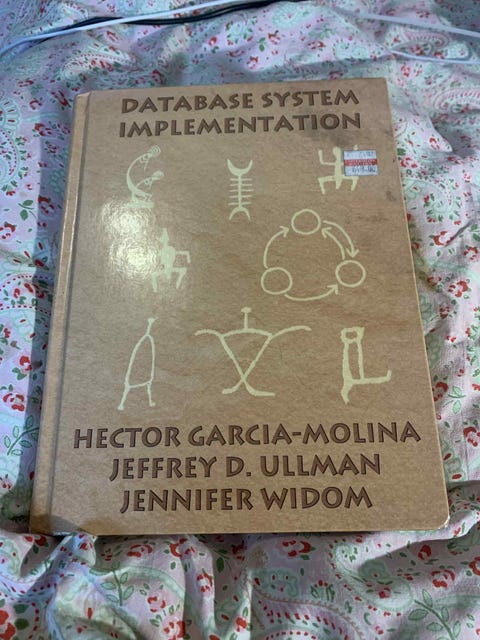 DATABASE SYSTEM
IMPLEMENTATION
HECTOR GARCIA-MOLINA
JEFFREY D. ULLMAN
JENNIFER WIDOM